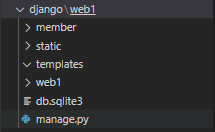 django\web1
member
static
templates
web1
db.sqlite3
manage.py